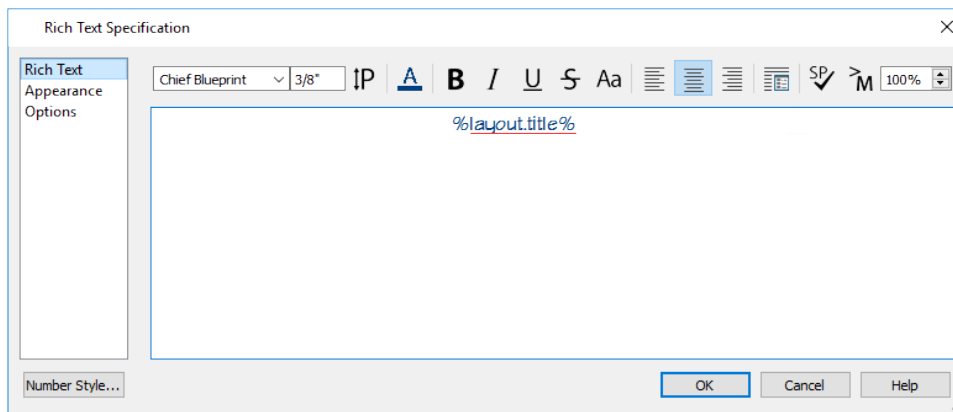 Rich Text Specification
Rich Text
Appearance
Options
Chief Blueprint 3/8" P A B I U S Aa SP M 100%
%layout.title%
Number Style... OK Cancel Help